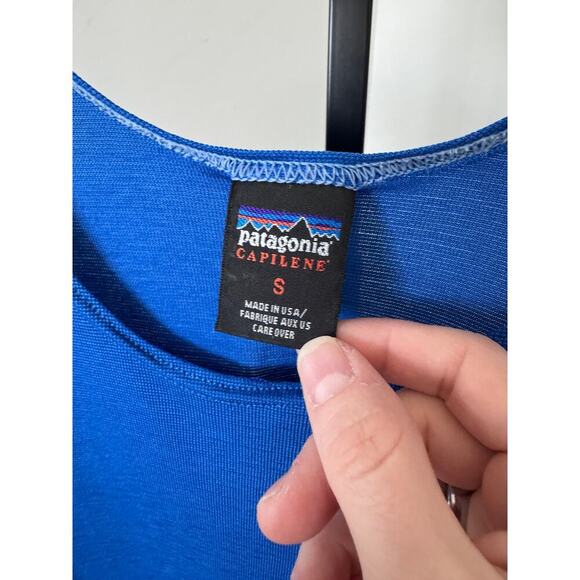 patagonia®
CAPILENE®
S
MADE IN USA/
FABRIQUE AUX US
CARE OVER